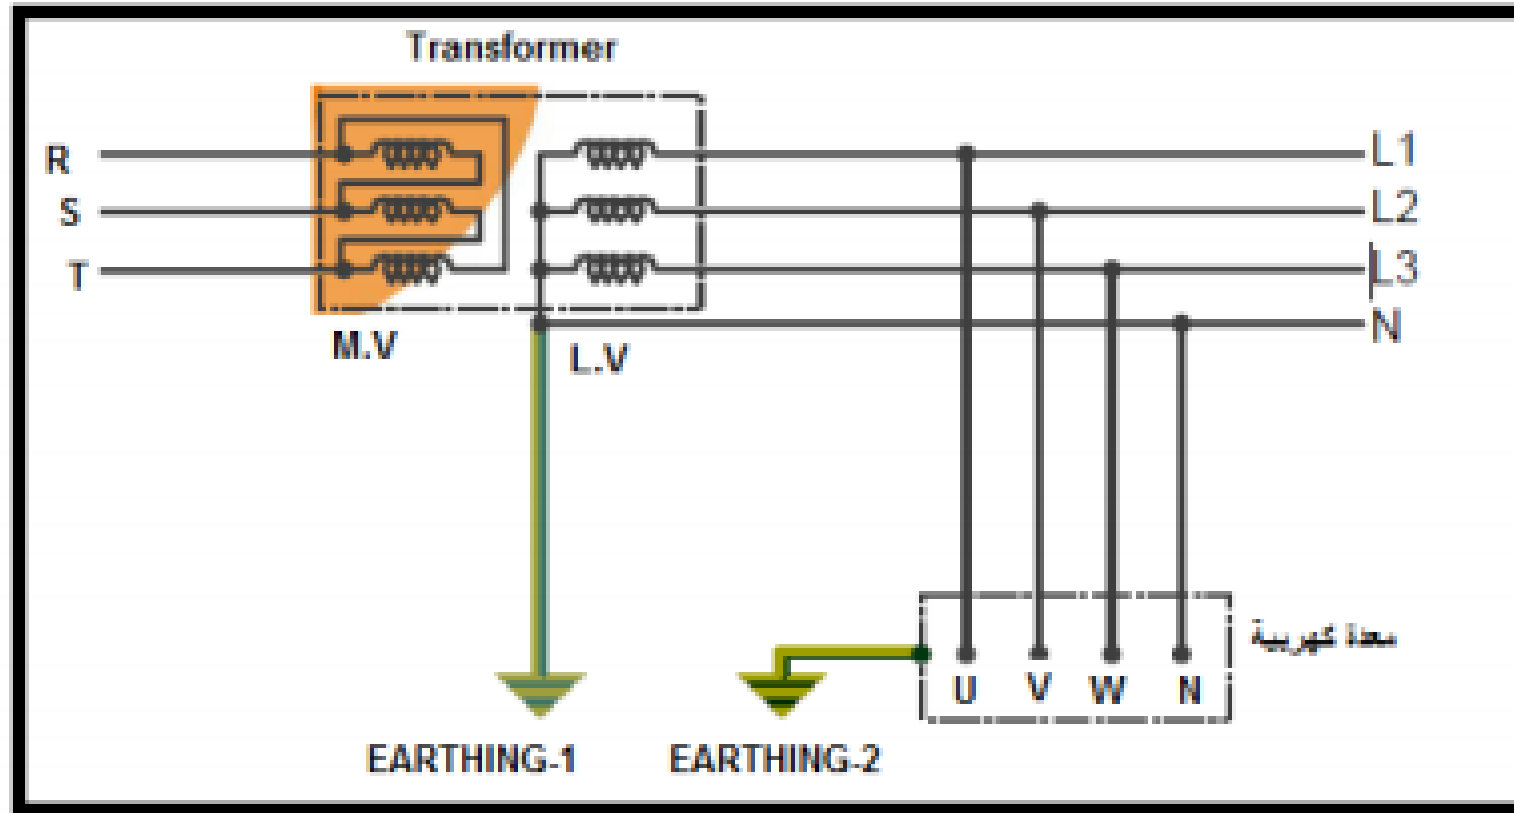 Transformer
R
S
T
L1
L2
L3
N
M.V
L.V
معدة كهربية
U V W N
EARTHING-1 EARTHING-2